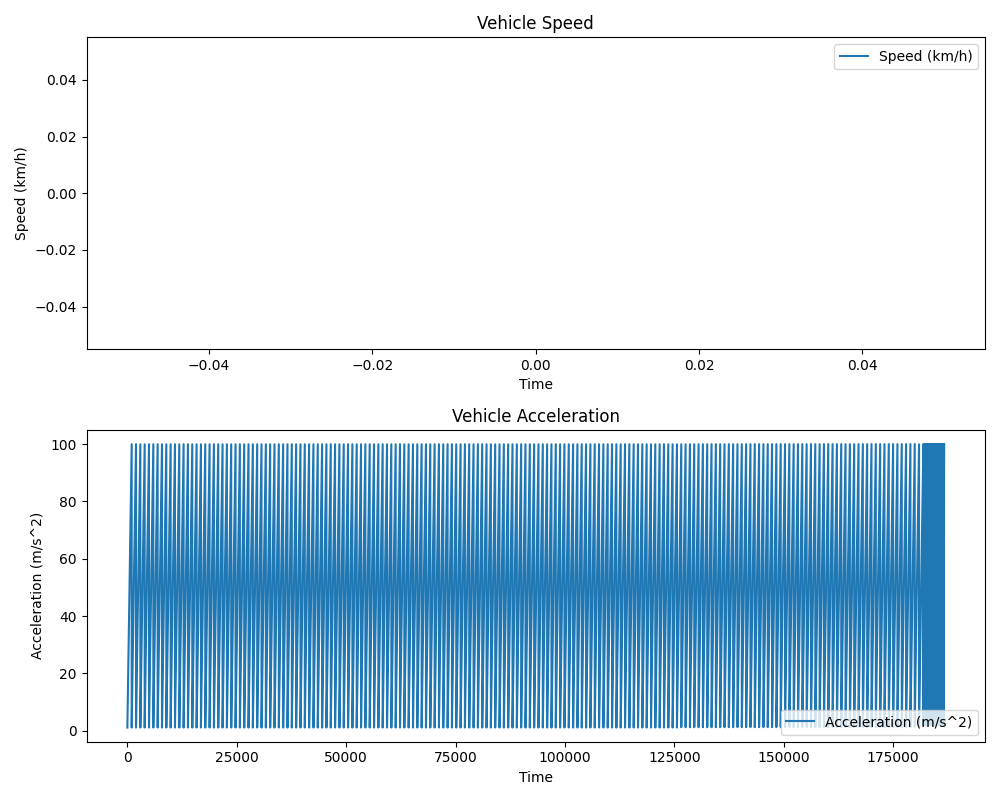 Vehicle Speed
Speed (km/h)
Speed (km/h)
0.04
0.02
0.00
−0.02
−0.04
−0.04 −0.02 0.00 0.02 0.04
Time
Vehicle Acceleration
Acceleration (m/s^2)
100
80
60
40
20
0
Acceleration (m/s^2)
0 25000 50000 75000 100000 125000 150000 175000
Time